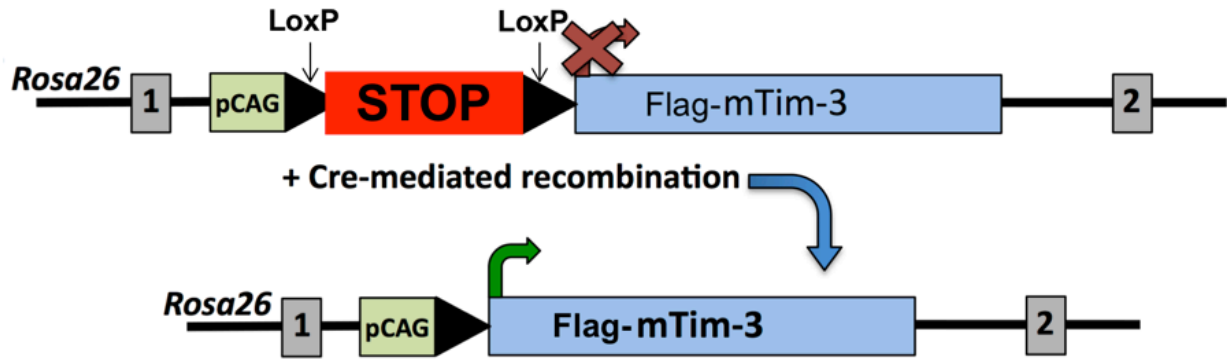 LoxP LoxP
Rosa26 1 pCAG STOP Flag-mTim-3 2
+ Cre-mediated recombination
Rosa26 1 pCAG Flag-mTim-3 2